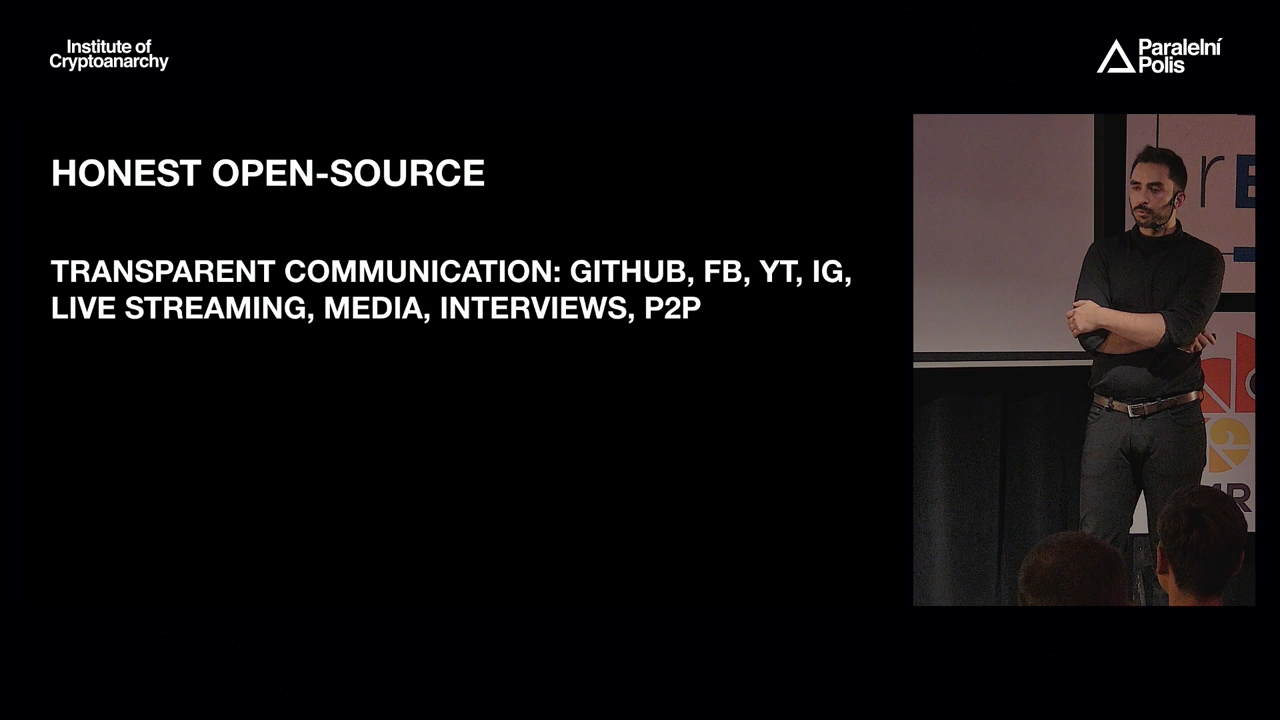 Institute of
Cryptoanarchy
Paralelní
Polis
HONEST OPEN-SOURCE
TRANSPARENT COMMUNICATION: GITHUB, FB, YT, IG,
LIVE STREAMING, MEDIA, INTERVIEWS, P2P